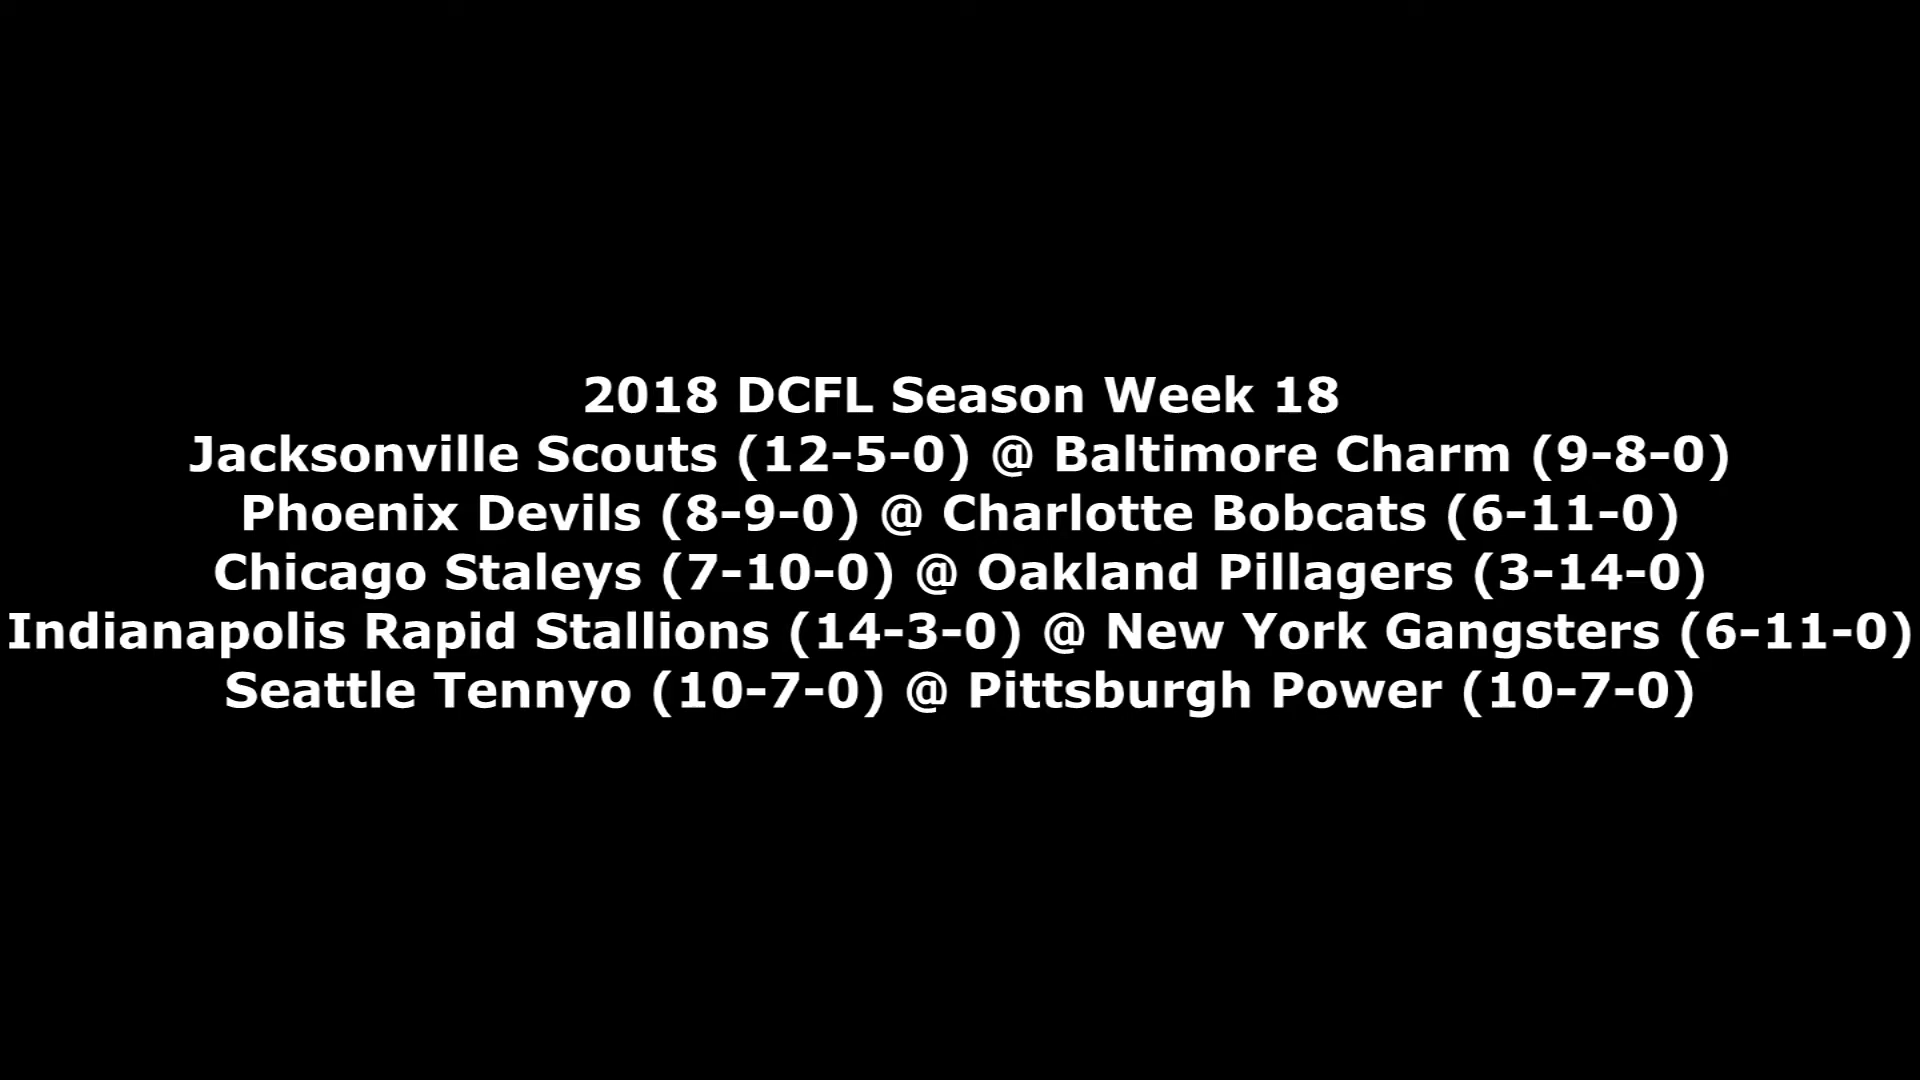 2018 DCFL Season Week 18
Jacksonville Scouts (12-5-0) @ Baltimore Charm (9-8-0)
Phoenix Devils (8-9-0) @ Charlotte Bobcats (6-11-0)
Chicago Staleys (7-10-0) @ Oakland Pillagers (3-14-0)
Indianapolis Rapid Stallions (14-3-0) @ New York Gangsters (6-11-0)
Seattle Tennyo (10-7-0) @ Pittsburgh Power (10-7-0)